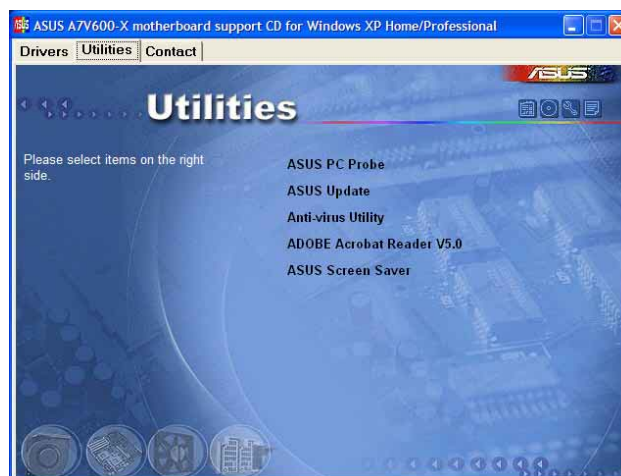 ASUS A7V600-X motherboard support CD for Windows XP Home/Professional
Drivers Utilities Contact
ASUS
Utilities
Please select items on the right
side.
ASUS PC Probe
ASUS Update
Anti-virus Utility
ADOBE Acrobat Reader V5.0
ASUS Screen Saver